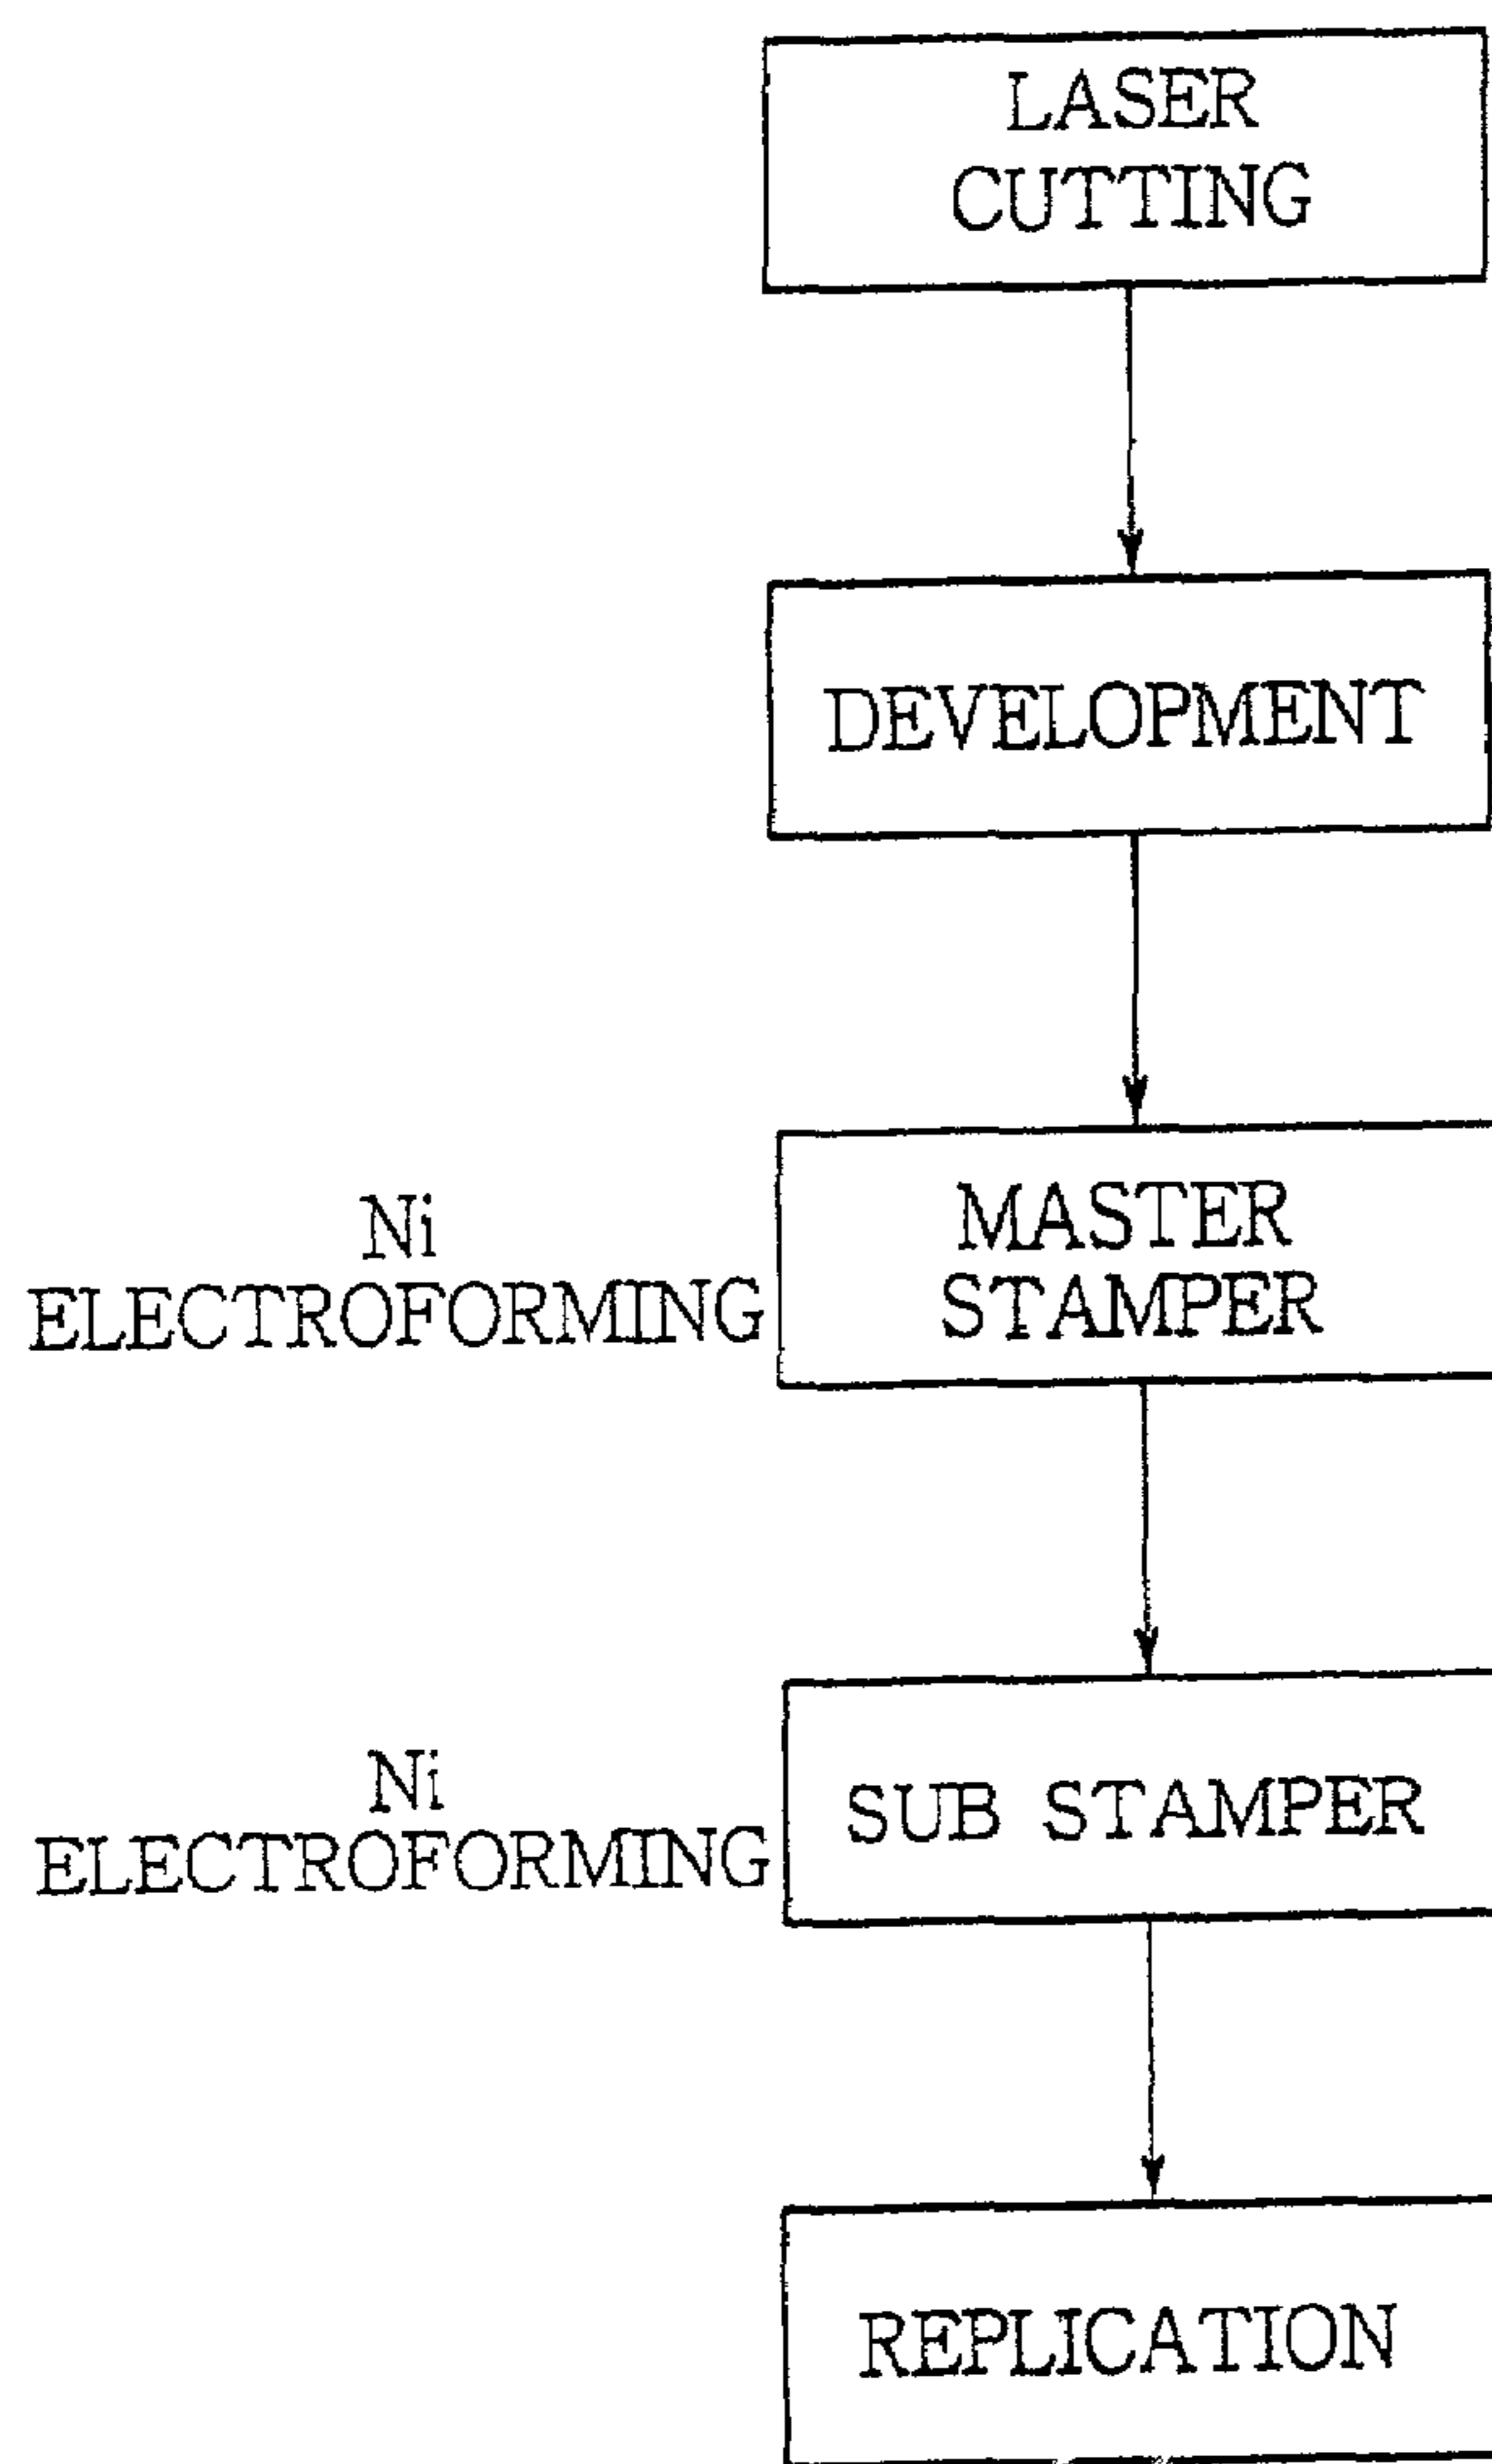 LASER
CUTTING
DEVELOPMENT
Ni
ELECTROFORMING
MASTER
STAMPER
Ni
ELECTROFORMING
SUB STAMPER
REPLICATION